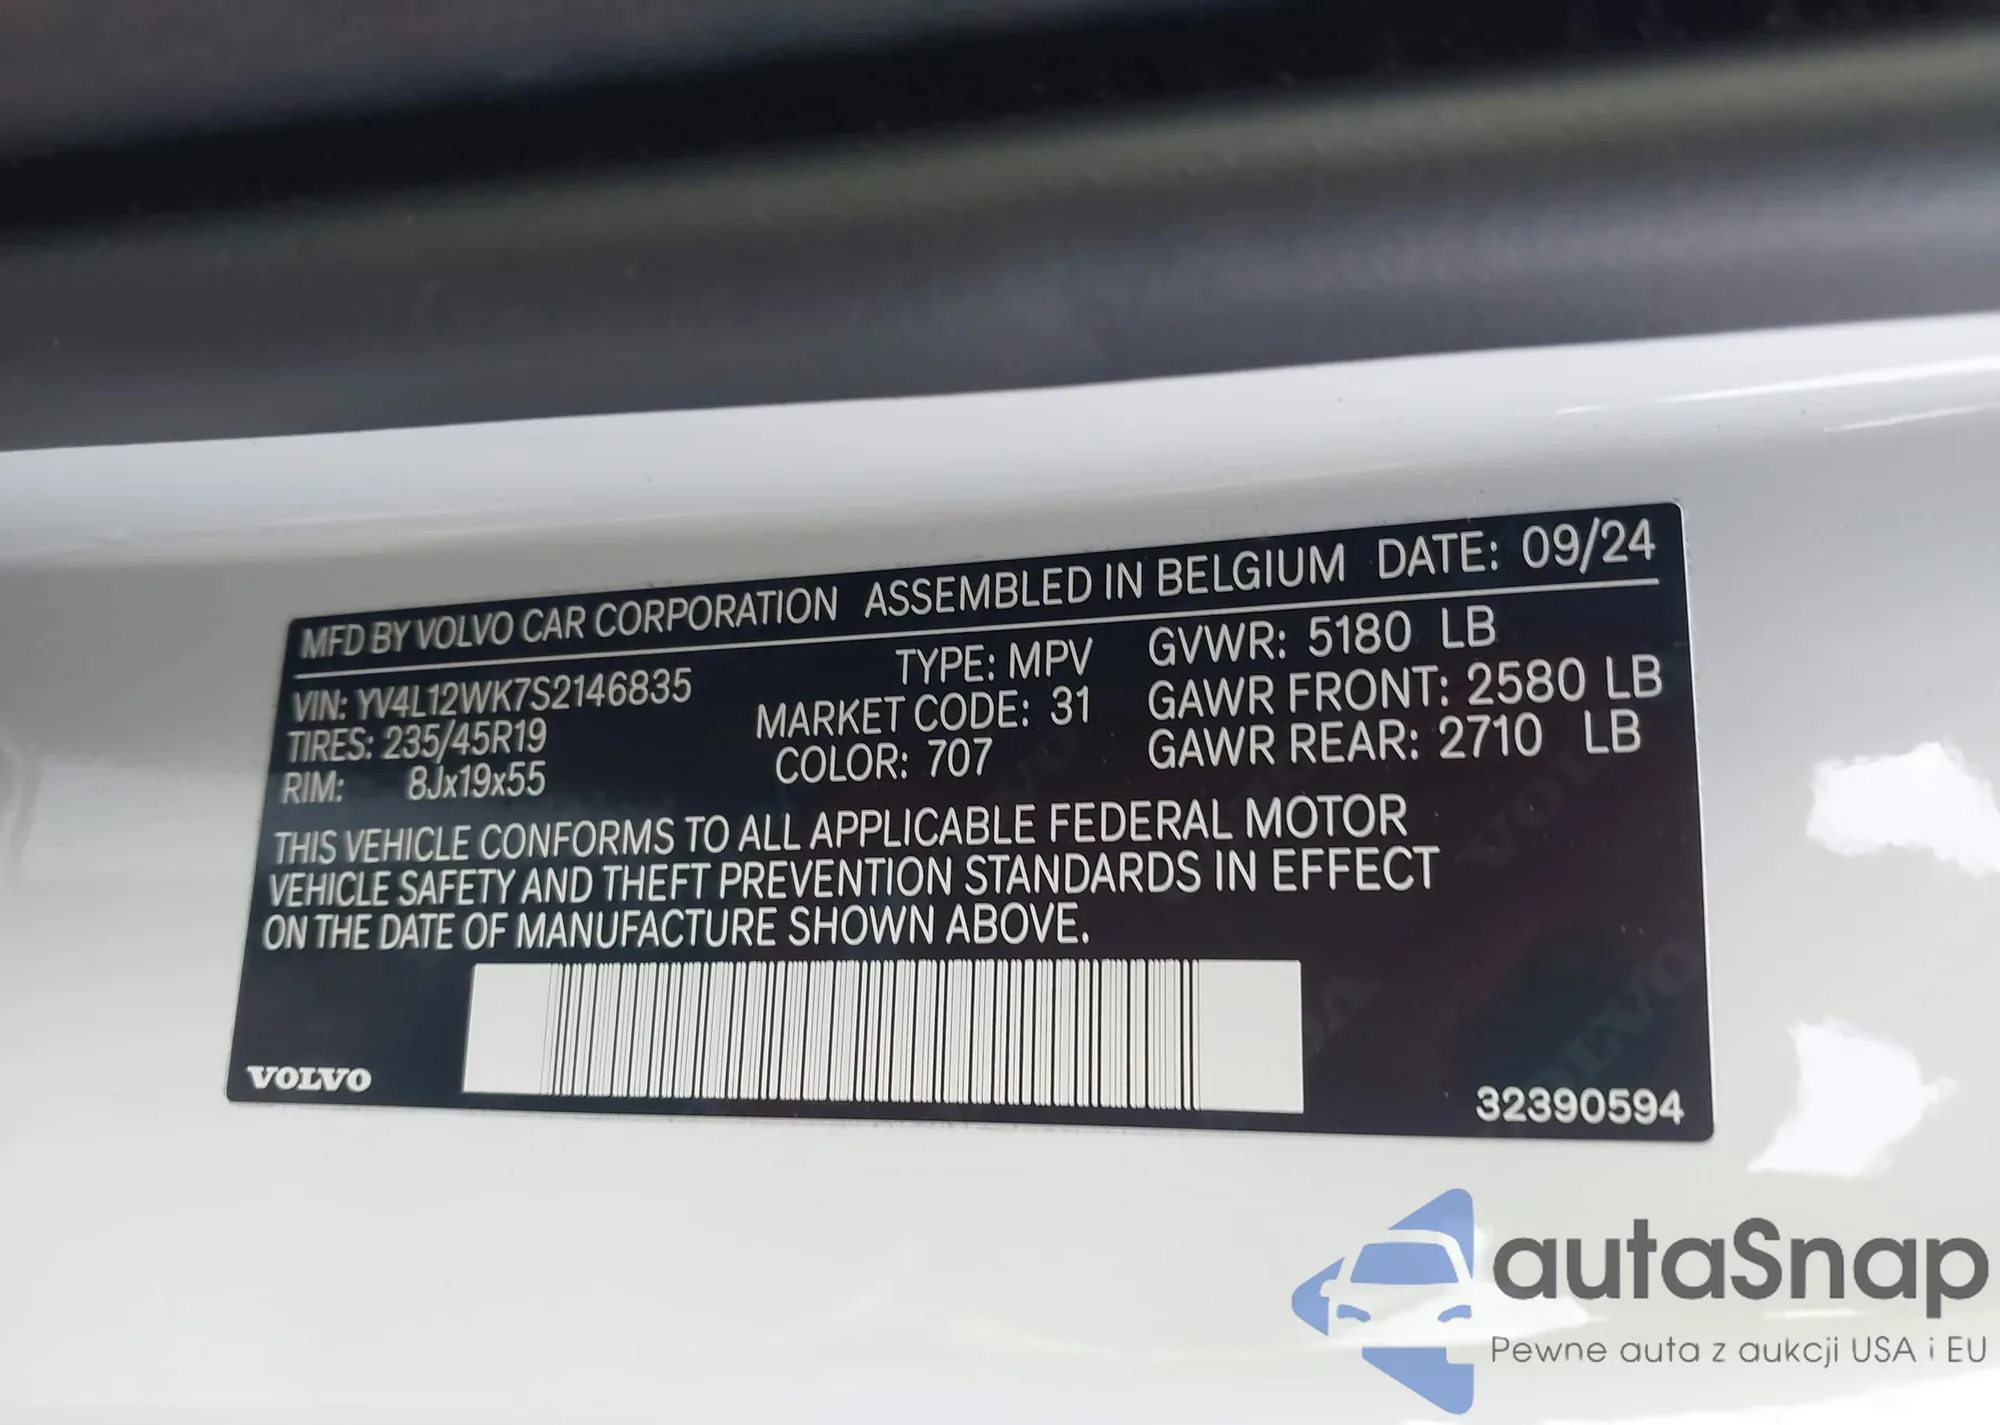 MFD BY VOLVO CAR CORPORATION ASSEMBLED IN BELGIUM DATE: 09/24
VIN: YV4L12WK7S2146835 TYPE: MPV GVWR: 5180 LB
TIRES: 235/45R19 MARKET CODE: 31 GAWR FRONT: 2580 LB
RIM: 8Jx19x55 COLOR: 707 GAWR REAR: 2710 LB
THIS VEHICLE CONFORMS TO ALL APPLICABLE FEDERAL MOTOR
VEHICLE SAFETY AND THEFT PREVENTION STANDARDS IN EFFECT
ON THE DATE OF MANUFACTURE SHOWN ABOVE.
VOLVO 32390594
autaSnap
Pewne auta z aukcji USA i EU